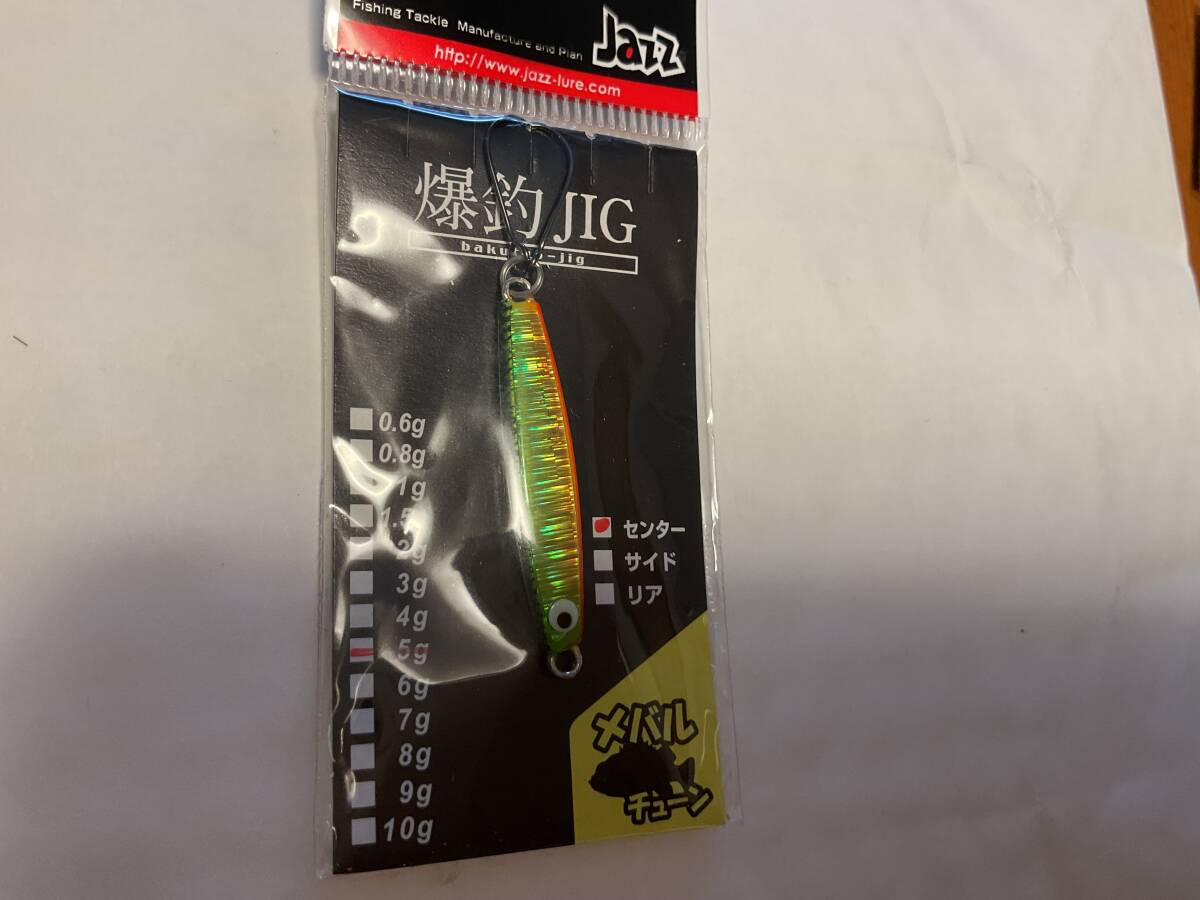 Fishing Tackle Manufacture and Plan
Jazz
http://www.jazz-lure.com
爆釣JIG
0.6g
0.8g
1g
2g
3g
4g
5g
6g
7g
8g
9g
10g
センター
サイド
リア
メバル
チューン